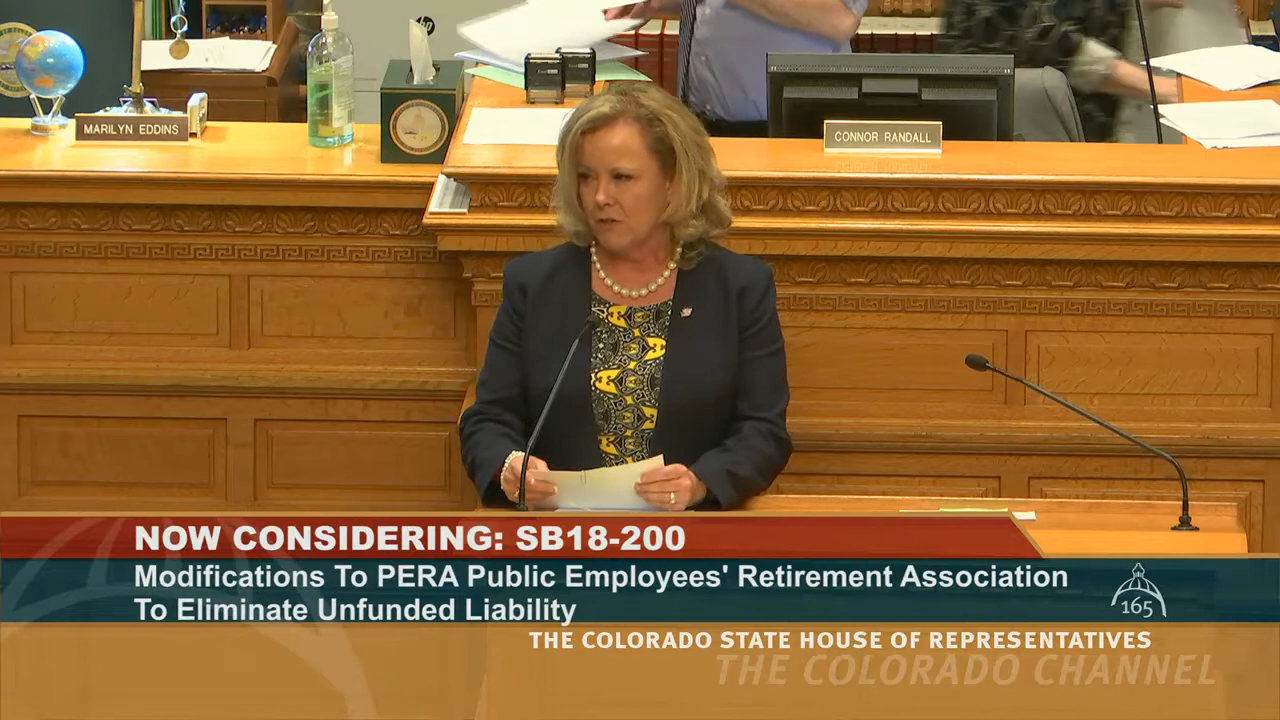 hp
MARILYN EDDINS
CONNOR RANDALL
NOW CONSIDERING: SB18-200
Modifications To PERA Public Employees' Retirement Association
To Eliminate Unfunded Liability
165
THE COLORADO STATE HOUSE OF REPRESENTATIVES
THE COLORADO CHANNEL